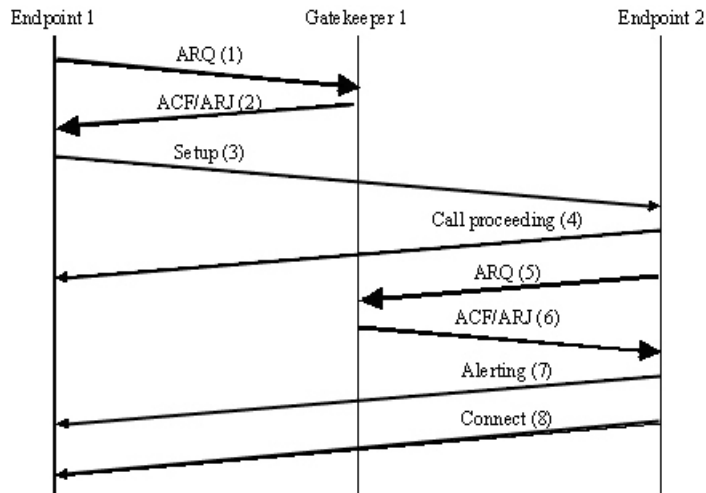 Endpoint 1 Gatekeeper 1 Endpoint 2
ARQ (1)
ACF/ARJ (2)
Setup (3)
Call proceeding (4)
ARQ (5)
ACF/ARJ (6)
Alerting (7)
Connect (8)